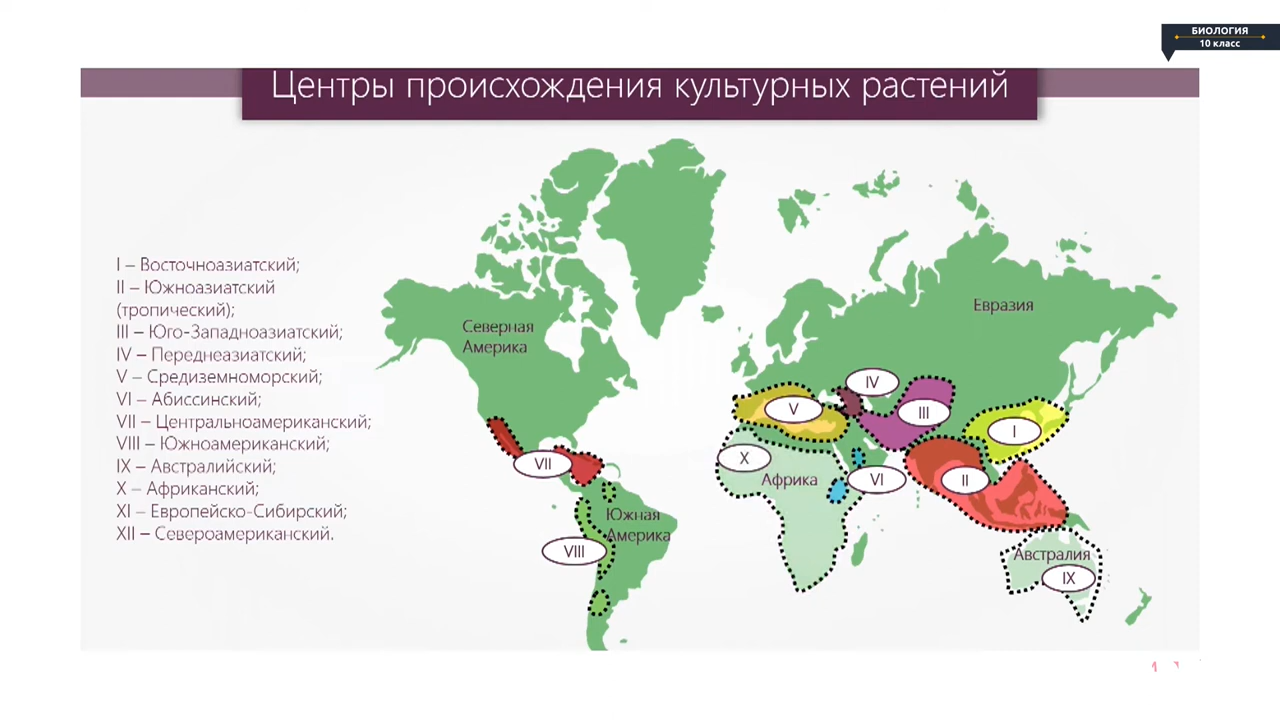 БИОЛОГИЯ
10 класс
Центры происхождения культурных растений
I – Восточноазиатский;
II – Южноазиатский
(тропический);
III – Юго-Западноазиатский;
IV – Переднеазиатский;
V – Средиземноморский;
VI – Абиссинский;
VII – Центральноамериканский;
VIII – Южноамериканский;
IX – Австралийский;
X – Африканский;
XI – Европейско-Сибирский;
XII – Североамериканский.
Северная
Америка
Евразия
IV
V
III
I
X
VII
Африка
VI
II
Южная
Америка
VIII
Австралия
IX